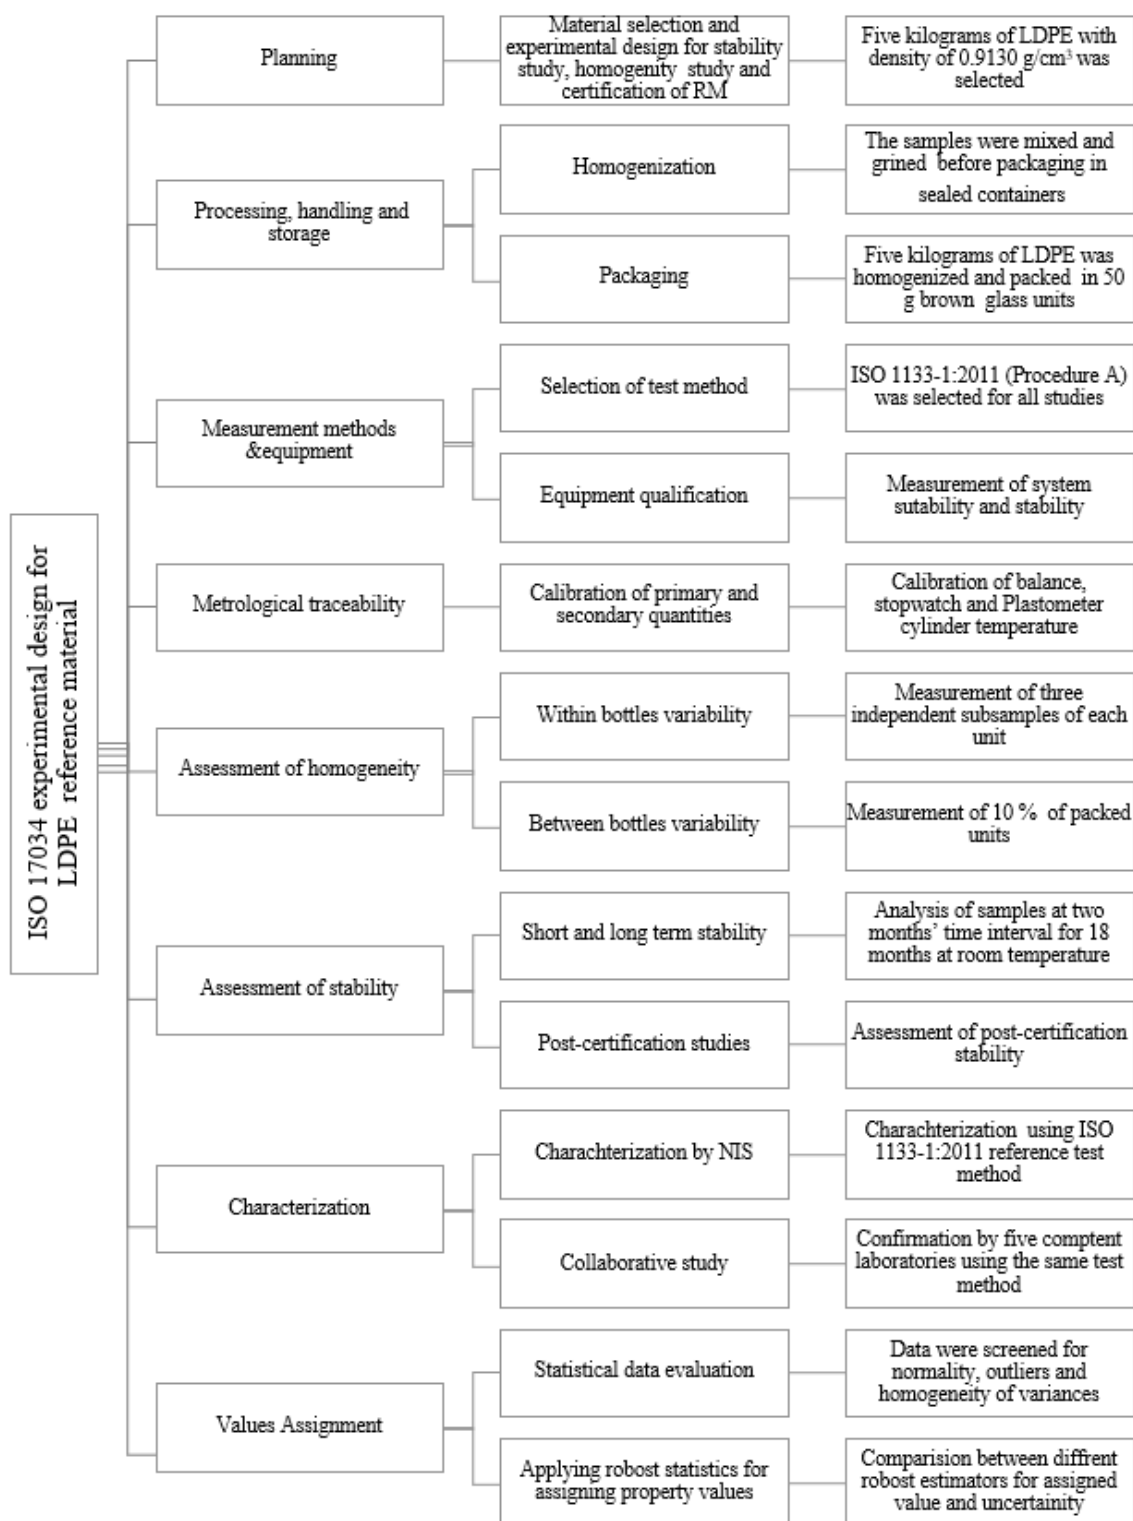 ISO 17034 experimental design for
LDPE reference material
Planning
Material selection and
experimental design for stability
study, homogenity study and
certification of RM
Five kilograms of LDPE with
density of 0.9130 g/cm³ was
selected
Processing, handling and
storage
Homogenization
The samples were mixed and
grined before packaging in
sealed containers
Packaging
Five kilograms of LDPE was
homogenized and packed in 50
g brown glass units
Measurement methods
&equipment
Selection of test method
ISO 1133-1:2011 (Procedure A)
was selected for all studies
Equipment qualification
Measurement of system
sutability and stability
Metrological traceability
Calibration of primary and
secondary quantities
Calibration of balance,
stopwatch and Plastometer
cylinder temperature
Assessment of homogeneity
Within bottles variability
Measurement of three
independent subsamples of each
unit
Between bottles variability
Measurement of 10 % of packed
units
Assessment of stability
Short and long term stability
Analysis of samples at two
months’ time interval for 18
months at room temperature
Post-certification studies
Assessment of post-certification
stability
Characterization
Charachterization by NIS
Charachterization using ISO
1133-1:2011 reference test
method
Collaborative study
Confirmation by five comptent
laboratories using the same test
method
Values Assignment
Statistical data evaluation
Data were screened for
normality, outliers and
homogeneity of variances
Applying robost statistics for
assigning property values
Comparision between diffrent
robost estimators for assigned
value and uncertainity